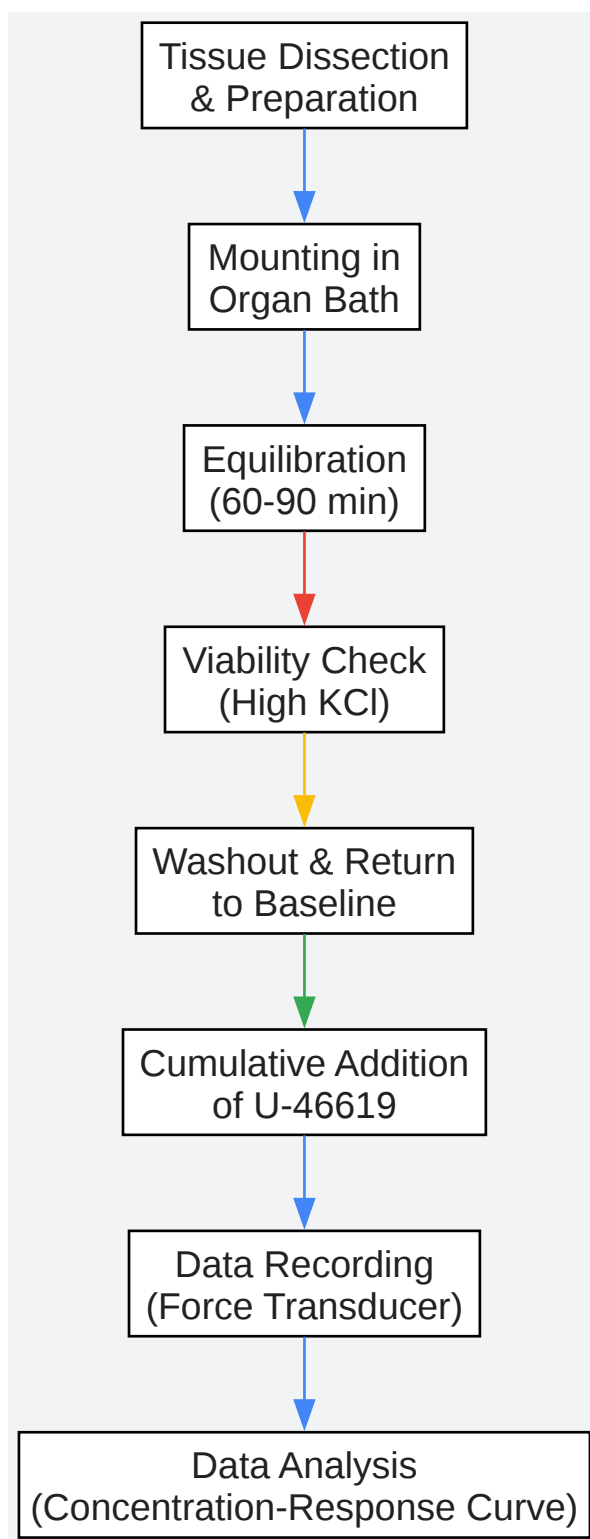 Tissue Dissection
& Preparation
Mounting in
Organ Bath
Equilibration
(60-90 min)
Viability Check
(High KCl)
Washout & Return
to Baseline
Cumulative Addition
of U-46619
Data Recording
(Force Transducer)
Data Analysis
(Concentration-Response Curve)